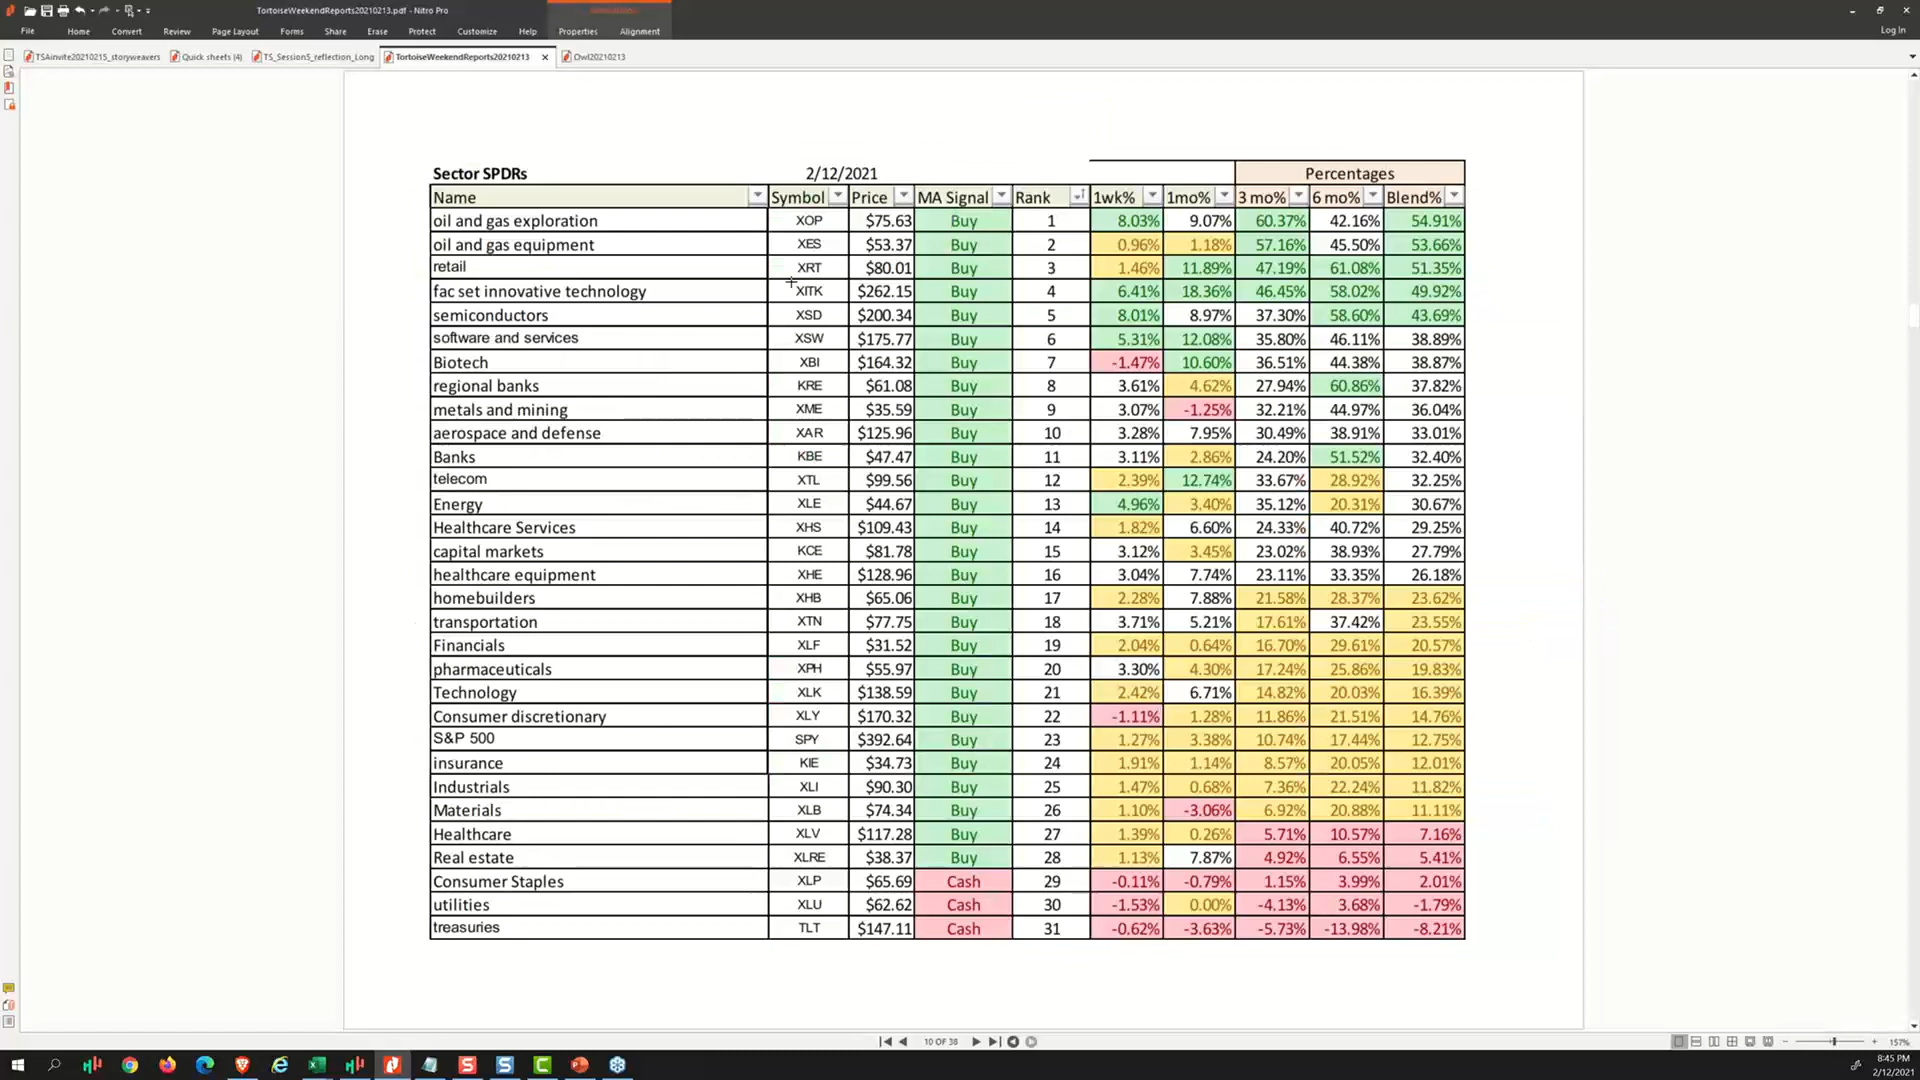 TortoiseWeekendReports20210213.pdf - Nitro Pro
File Home Convert Review Page Layout Forms Share Erase Protect Customize Help Properties Alignment Log In
TSAinvite20210215_storyweavers Quick sheets (4) TS_Session5_reflection_Long TortoiseWeekendReports20210213 Owl20210213
Sector SPDRs 2/12/2021 Percentages
Name Symbol Price MA Signal Rank 1wk% 1mo% 3 mo% 6 mo% Blend%
oil and gas exploration XOP $75.63 Buy 1 8.03% 9.07% 60.37% 42.16% 54.91%
oil and gas equipment XES $53.37 Buy 2 0.96% 1.18% 57.16% 45.50% 53.66%
retail XRT $80.01 Buy 3 1.46% 11.89% 47.19% 61.08% 51.35%
fac set innovative technology XITK $262.15 Buy 4 6.41% 18.36% 46.45% 58.02% 49.92%
semiconductors XSD $200.34 Buy 5 8.01% 8.97% 37.30% 58.60% 43.69%
software and services XSW $175.77 Buy 6 5.31% 12.08% 35.80% 46.11% 38.89%
Biotech XBI $164.32 Buy 7 -1.47% 10.60% 36.51% 44.38% 38.87%
regional banks KRE $61.08 Buy 8 3.61% 4.62% 27.94% 60.86% 37.82%
metals and mining XME $35.59 Buy 9 3.07% -1.25% 32.21% 44.97% 36.04%
aerospace and defense XAR $125.96 Buy 10 3.28% 7.95% 30.49% 38.91% 33.01%
Banks KBE $47.47 Buy 11 3.11% 2.86% 24.20% 51.52% 32.40%
telecom XTL $99.56 Buy 12 2.39% 12.74% 33.67% 28.92% 32.25%
Energy XLE $44.67 Buy 13 4.96% 3.40% 35.12% 20.31% 30.67%
Healthcare Services XHS $109.43 Buy 14 1.82% 6.60% 24.33% 40.72% 29.25%
capital markets KCE $81.78 Buy 15 3.12% 3.45% 23.02% 38.93% 27.79%
healthcare equipment XHE $128.96 Buy 16 3.04% 7.74% 23.11% 33.35% 26.18%
homebuilders XHB $65.06 Buy 17 2.28% 7.88% 21.58% 28.37% 23.62%
transportation XTN $77.75 Buy 18 3.71% 5.21% 17.61% 37.42% 23.55%
Financials XLF $31.52 Buy 19 2.04% 0.64% 16.70% 29.61% 20.57%
pharmaceuticals XPH $55.97 Buy 20 3.30% 4.30% 17.24% 25.86% 19.83%
Technology XLK $138.59 Buy 21 2.42% 6.71% 14.82% 20.03% 16.39%
Consumer discretionary XLY $170.32 Buy 22 -1.11% 1.28% 11.86% 21.51% 14.76%
S&P 500 SPY $392.64 Buy 23 1.27% 3.38% 10.74% 17.44% 12.75%
insurance KIE $34.73 Buy 24 1.91% 1.14% 8.57% 20.05% 12.01%
Industrials XLI $90.30 Buy 25 1.47% 0.68% 7.36% 22.24% 11.82%
Materials XLB $74.34 Buy 26 1.10% -3.06% 6.92% 20.88% 11.11%
Healthcare XLV $117.28 Buy 27 1.39% 0.26% 5.71% 10.57% 7.16%
Real estate XLRE $38.37 Buy 28 1.13% 7.87% 4.92% 6.55% 5.41%
Consumer Staples XLP $65.69 Cash 29 -0.11% -0.79% 1.15% 3.99% 2.01%
utilities XLU $62.62 Cash 30 -1.53% 0.00% -4.13% 3.68% -1.79%
treasuries TLT $147.11 Cash 31 -0.62% -3.63% -5.73% -13.98% -8.21%
10 OF 38 157%
8:45 PM
2/12/2021